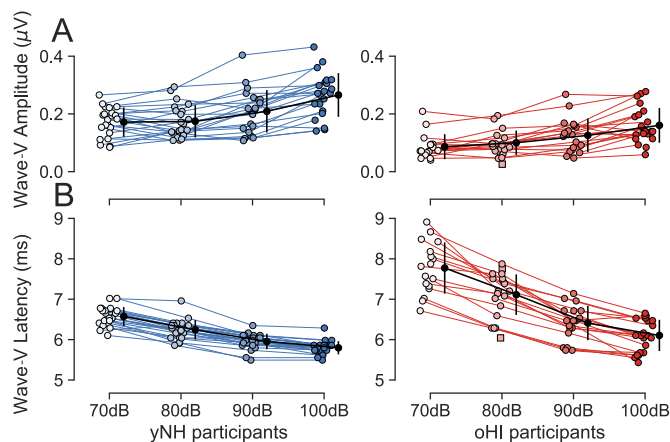 A
Wave-V Amplitude (µV)
0.4
0.2
0.0
0.4
0.2
0.0
B
Wave-V Latency (ms)
9
8
7
6
5
9
8
7
6
5
70dB 80dB 90dB 100dB
70dB 80dB 90dB 100dB
yNH participants
oHI participants